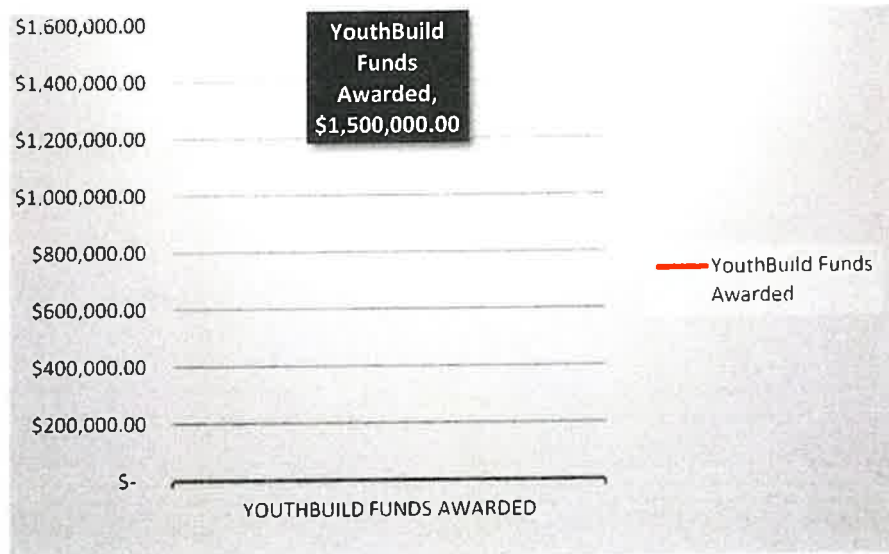 $1,600,000.00
$1,400,000.00
$1,200,000.00
$1,000,000.00
$800,000.00
$600,000.00
$400,000.00
$200,000.00
$-
YouthBuild
Funds
Awarded,
$1,500,000.00
YOUTHBUILD FUNDS AWARDED
YouthBuild Funds
Awarded